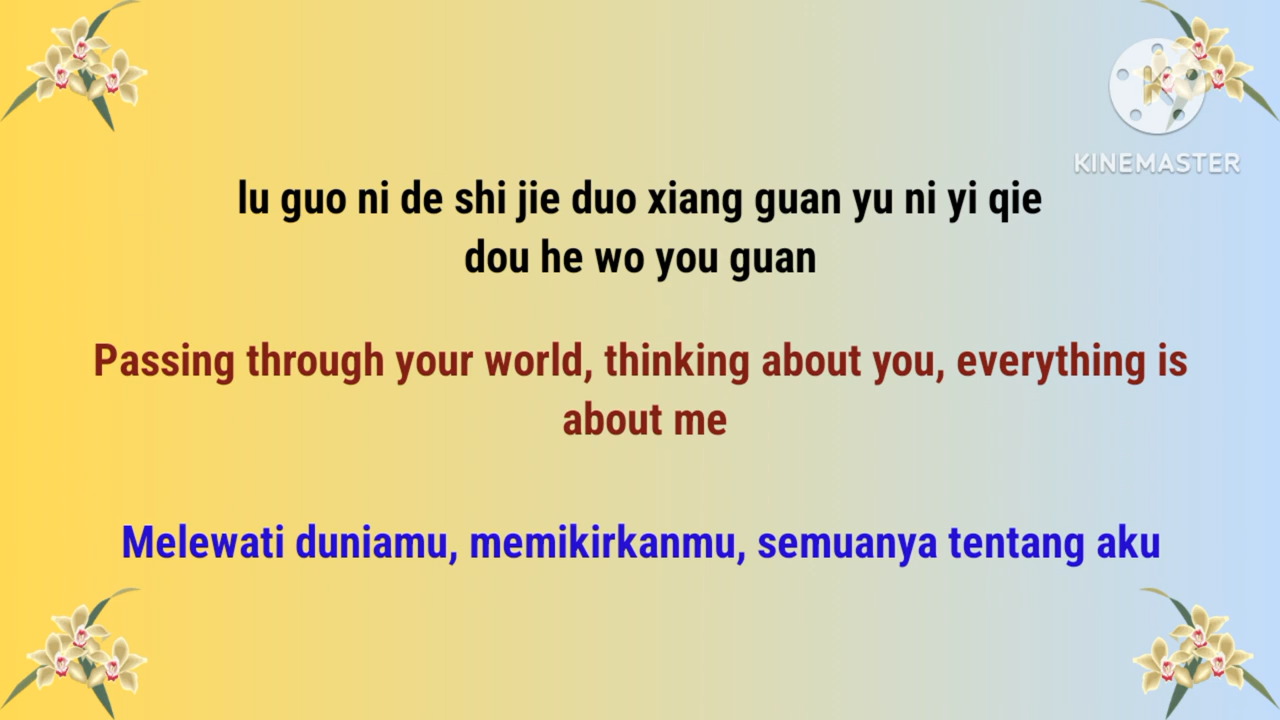 KINEMASTER
lu guo ni de shi jie duo xiang guan yu ni yi qie
dou he wo you guan
Passing through your world, thinking about you, everything is
about me
Melewati duniamu, memikirkanmu, semuanya tentang aku